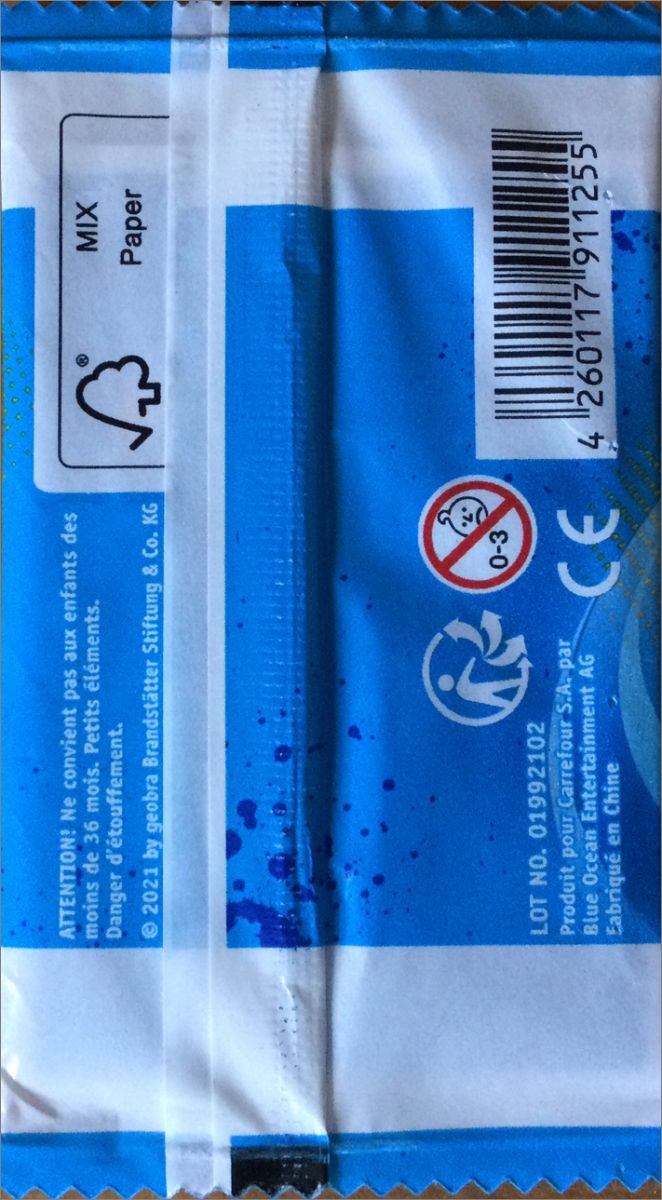 MIX
Paper
®
ATTENTION! Ne convient pas aux enfants des
moins de 36 mois. Petits éléments.
Danger d'étouffement.
© 2021 by geobra Brandstätter Stiftung & Co. KG
4 260117 911255
0-3
CE
LOT NO. 01992102
Produit pour Carrefour S.A. par
Blue Ocean Entertainment AG
Fabriqué en Chine